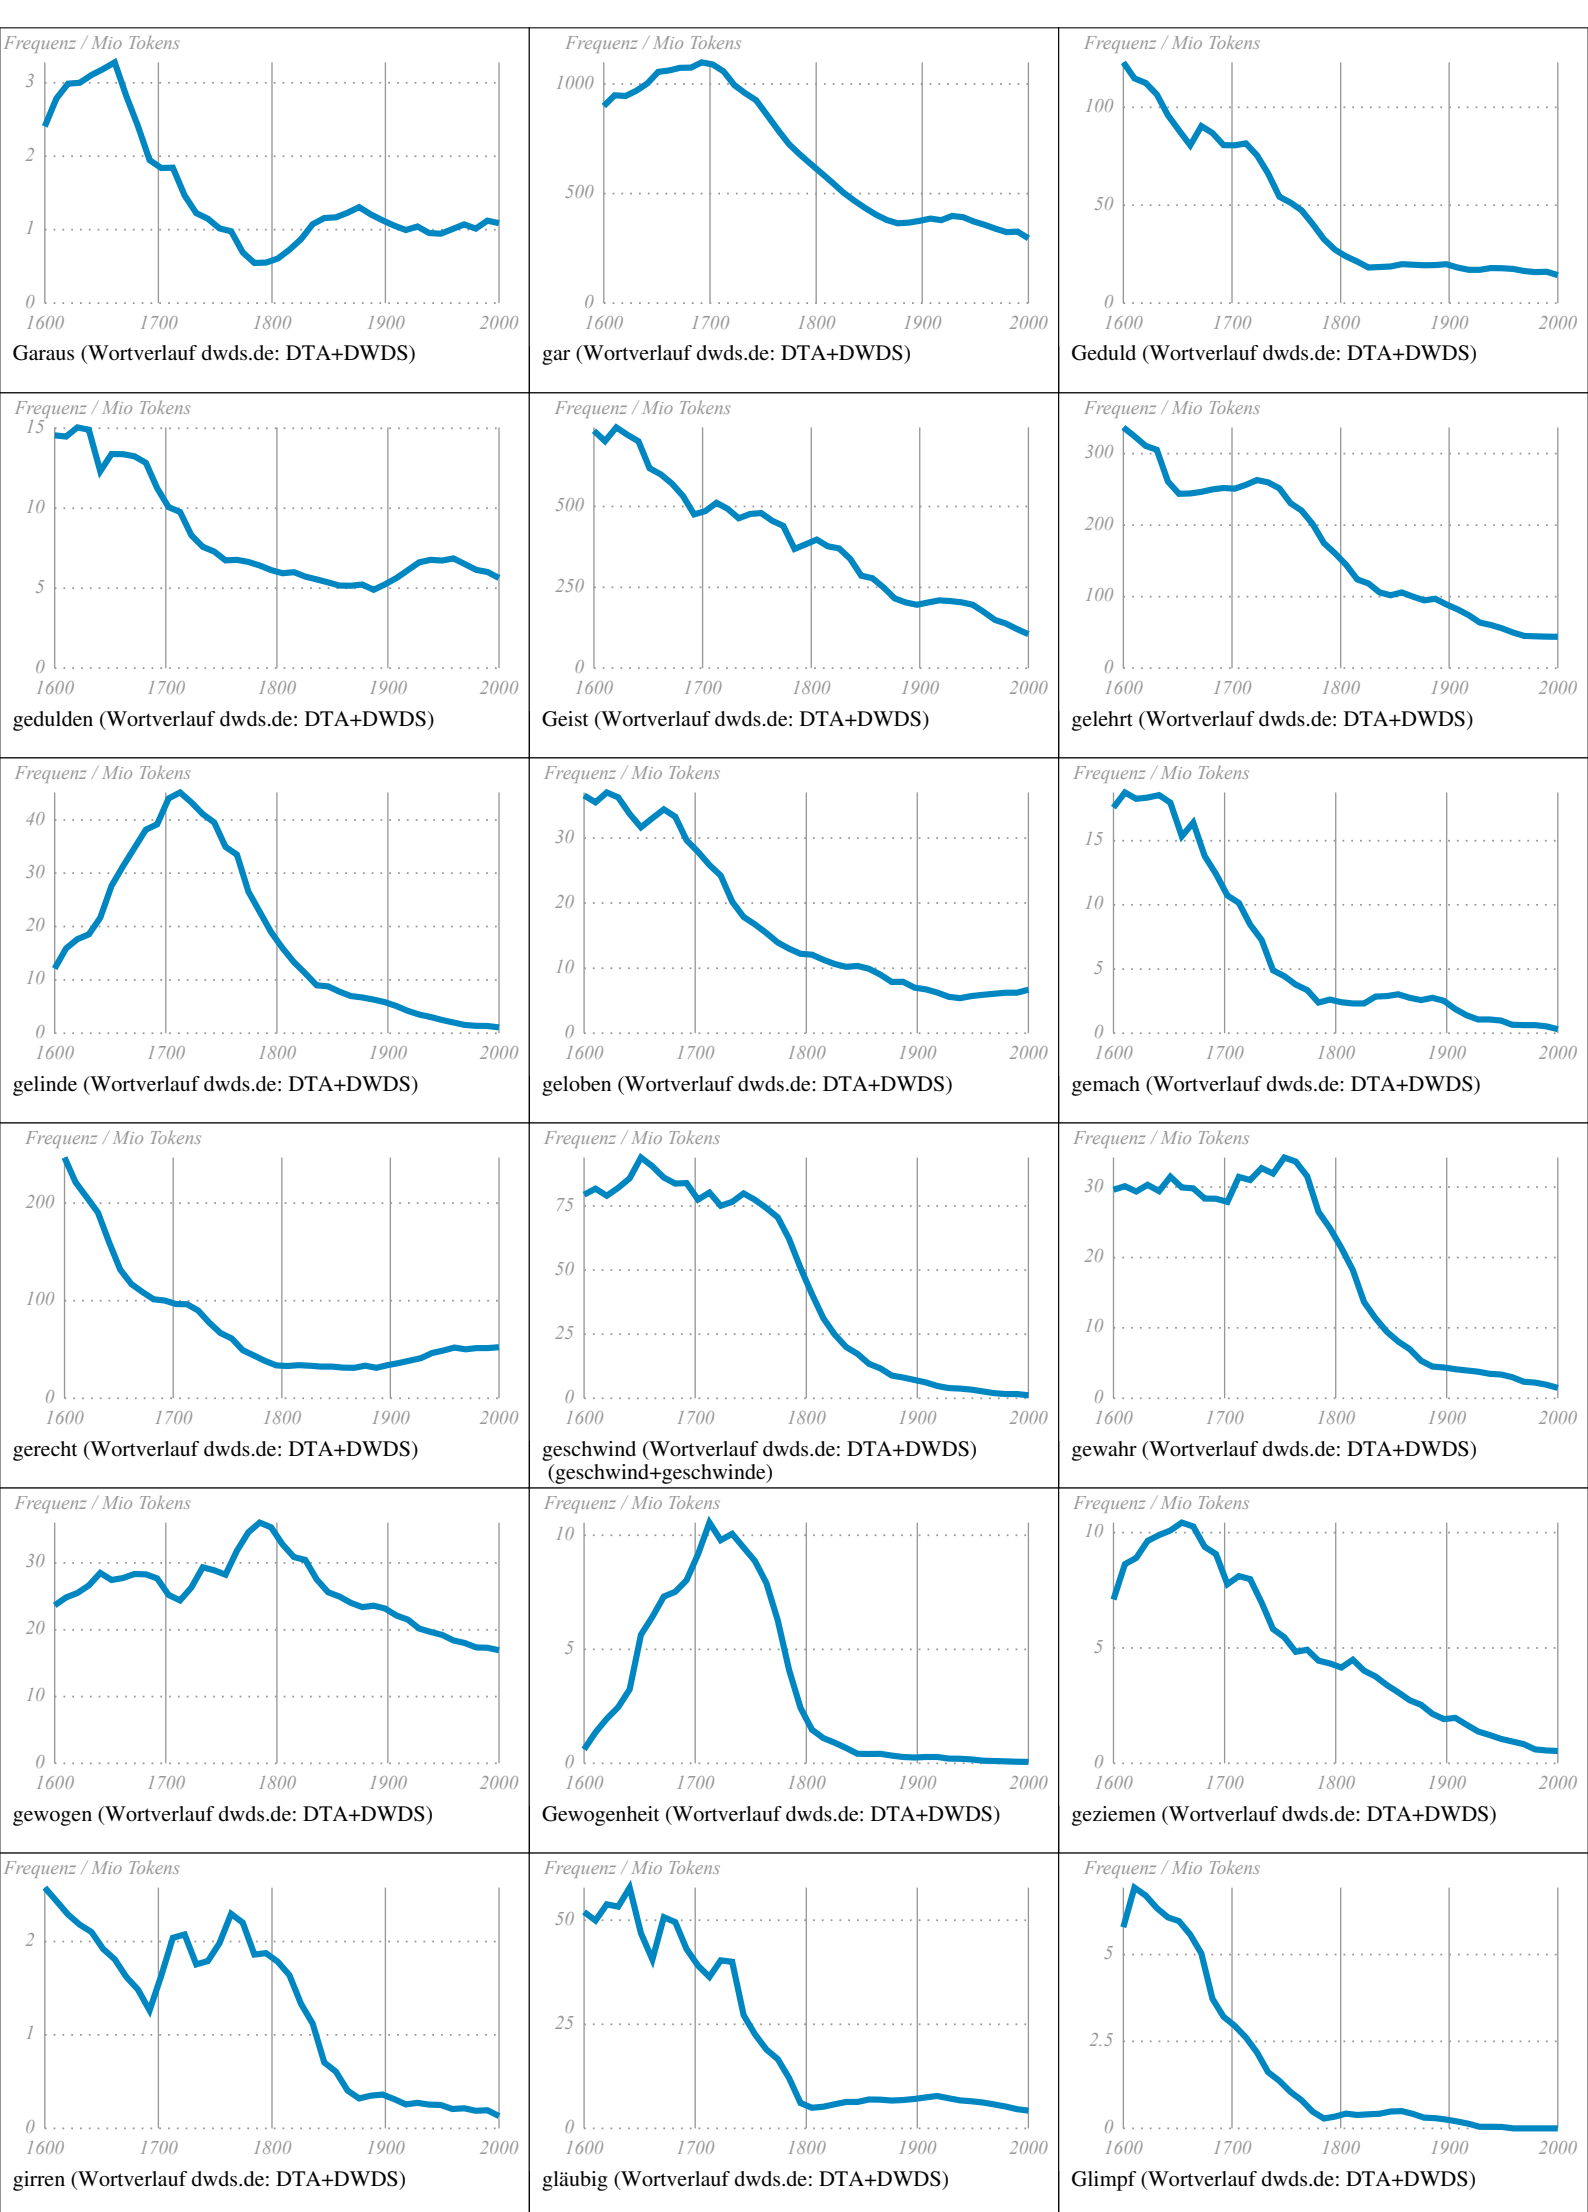 Frequenz / Mio Tokens
3
2
1
0
1600 1700 1800 1900 2000
Garaus (Wortverlauf dwds.de: DTA+DWDS)
Frequenz / Mio Tokens
1000
500
0
1600 1700 1800 1900 2000
gar (Wortverlauf dwds.de: DTA+DWDS)
Frequenz / Mio Tokens
100
50
0
1600 1700 1800 1900 2000
Geduld (Wortverlauf dwds.de: DTA+DWDS)
Frequenz / Mio Tokens
15
10
5
0
1600 1700 1800 1900 2000
gedulden (Wortverlauf dwds.de: DTA+DWDS)
Frequenz / Mio Tokens
500
250
0
1600 1700 1800 1900 2000
Geist (Wortverlauf dwds.de: DTA+DWDS)
Frequenz / Mio Tokens
300
200
100
0
1600 1700 1800 1900 2000
gelehrt (Wortverlauf dwds.de: DTA+DWDS)
Frequenz / Mio Tokens
40
30
20
10
0
1600 1700 1800 1900 2000
gelinde (Wortverlauf dwds.de: DTA+DWDS)
Frequenz / Mio Tokens
30
20
10
0
1600 1700 1800 1900 2000
geloben (Wortverlauf dwds.de: DTA+DWDS)
Frequenz / Mio Tokens
15
10
5
0
1600 1700 1800 1900 2000
gemach (Wortverlauf dwds.de: DTA+DWDS)
Frequenz / Mio Tokens
200
100
0
1600 1700 1800 1900 2000
gerecht (Wortverlauf dwds.de: DTA+DWDS)
Frequenz / Mio Tokens
75
50
25
0
1600 1700 1800 1900 2000
geschwind (Wortverlauf dwds.de: DTA+DWDS)
(geschwind+geschwinde)
Frequenz / Mio Tokens
30
20
10
0
1600 1700 1800 1900 2000
gewahr (Wortverlauf dwds.de: DTA+DWDS)
Frequenz / Mio Tokens
30
20
10
0
1600 1700 1800 1900 2000
gewogen (Wortverlauf dwds.de: DTA+DWDS)
Frequenz / Mio Tokens
10
5
0
1600 1700 1800 1900 2000
Gewogenheit (Wortverlauf dwds.de: DTA+DWDS)
Frequenz / Mio Tokens
10
5
0
1600 1700 1800 1900 2000
geziemen (Wortverlauf dwds.de: DTA+DWDS)
Frequenz / Mio Tokens
2
1
0
1600 1700 1800 1900 2000
girren (Wortverlauf dwds.de: DTA+DWDS)
Frequenz / Mio Tokens
50
25
0
1600 1700 1800 1900 2000
gläubig (Wortverlauf dwds.de: DTA+DWDS)
Frequenz / Mio Tokens
5
2.5
0
1600 1700 1800 1900 2000
Glimpf (Wortverlauf dwds.de: DTA+DWDS)